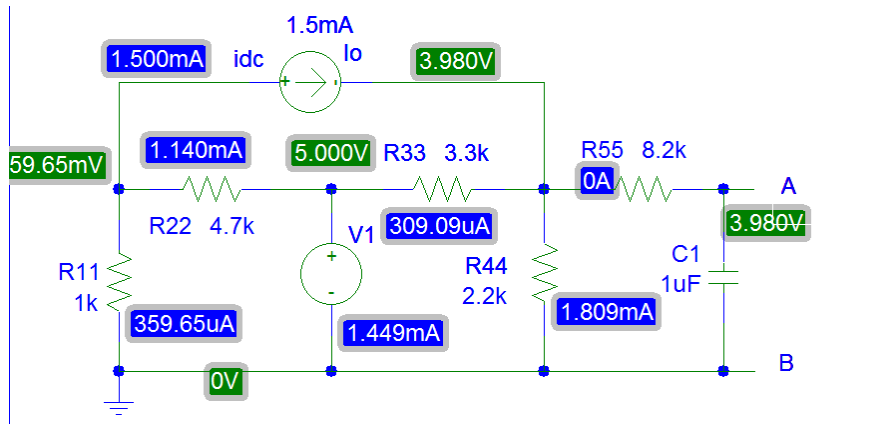 1.5mA
1.500mA idc Io 3.980V
+ -
59.65mV 1.140mA 5.000V R33 3.3k R55 8.2k
0A A
R22 4.7k V1 309.09uA 3.980V
+
R11 R44 C1
1k 2.2k 1uF
-
359.65uA 1.449mA 1.809mA
0V B